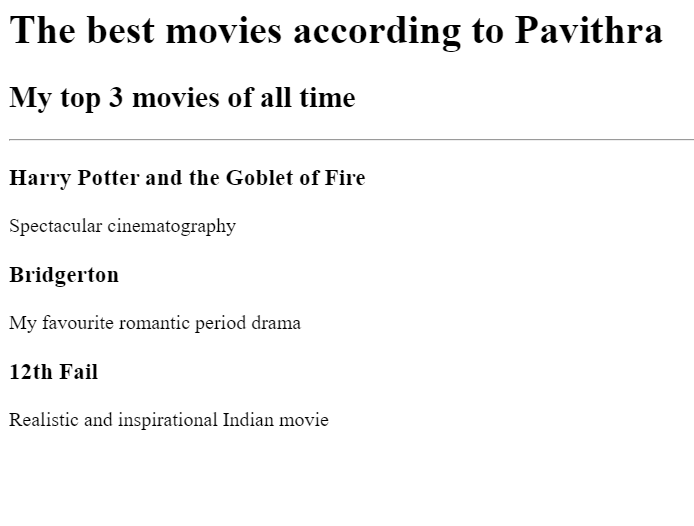 The best movies according to Pavithra
My top 3 movies of all time
Harry Potter and the Goblet of Fire
Spectacular cinematography
Bridgerton
My favourite romantic period drama
12th Fail
Realistic and inspirational Indian movie